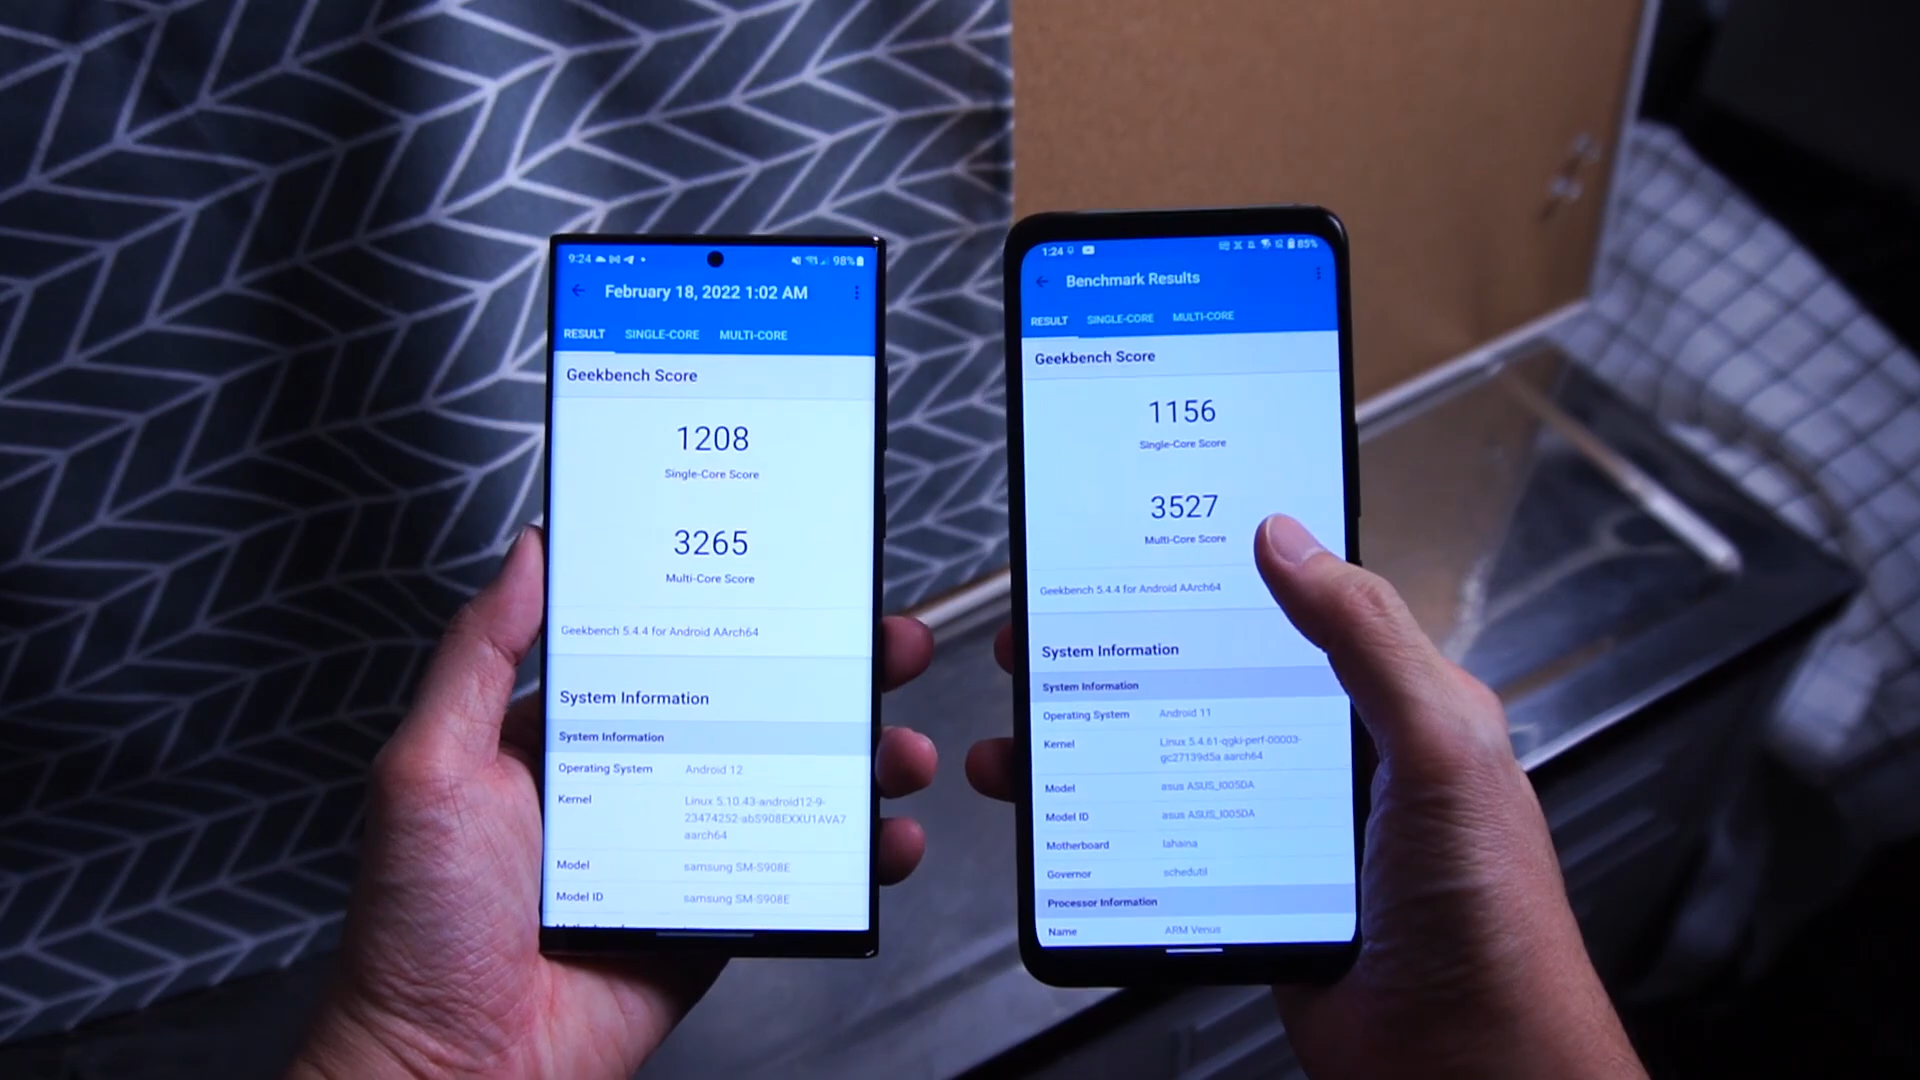 9:24
98%
February 18, 2022 1:02 AM
RESULT SINGLE-CORE MULTI-CORE
Geekbench Score
1208
Single-Core Score
3265
Multi-Core Score
Geekbench 5.4.4 for Android AArch64
System Information
System Information
Operating System Android 12
Kernel Linux 5.10.43-android12-9-
23474252-abS908EXXU1AVA7
aarch64
Model samsung SM-S908E
Model ID samsung SM-S908E
1:24
85%
Benchmark Results
RESULT SINGLE-CORE MULTI-CORE
Geekbench Score
1156
Single-Core Score
3527
Multi-Core Score
Geekbench 5.4.4 for Android AArch64
System Information
System Information
Operating System Android 11
Kernel Linux 5.4.61-qgki-perf-00003-
gc27139d5a aarch64
Model asus ASUS_I005DA
Model ID asus ASUS_I005DA
Motherboard lahaina
Governor schedutil
Processor Information
Name ARM Venus